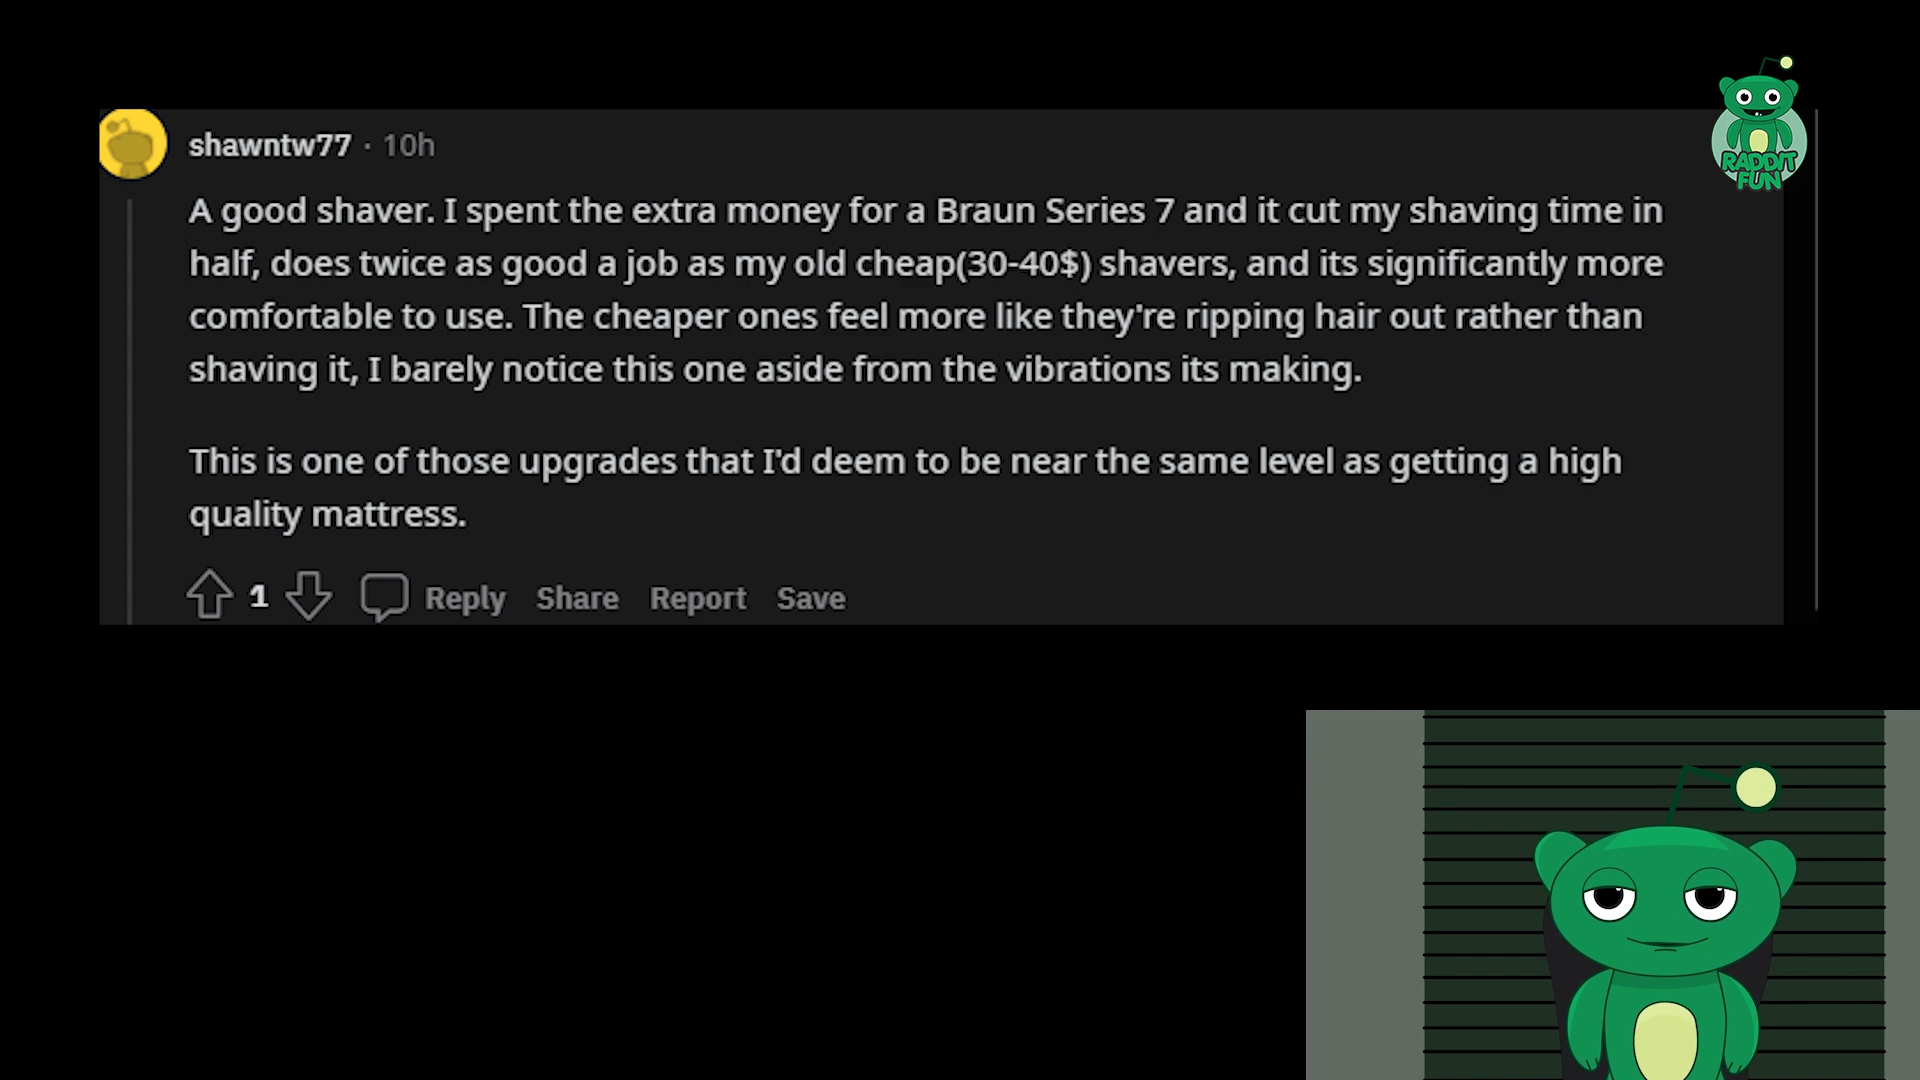 RADDIT
FUN
shawntw77 · 10h
A good shaver. I spent the extra money for a Braun Series 7 and it cut my shaving time in
half, does twice as good a job as my old cheap(30-40$) shavers, and its significantly more
comfortable to use. The cheaper ones feel more like they're ripping hair out rather than
shaving it, I barely notice this one aside from the vibrations its making.
This is one of those upgrades that I'd deem to be near the same level as getting a high
quality mattress.
1 Reply Share Report Save